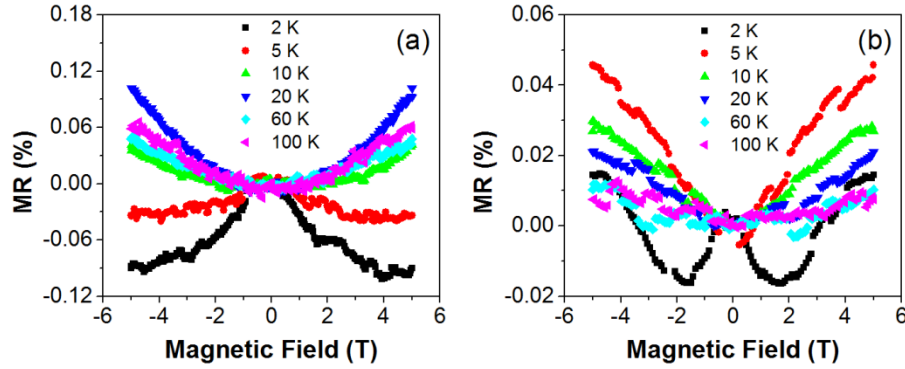 (a)
2 K
5 K
10 K
20 K
60 K
100 K
0.18
0.12
0.06
0.00
-0.06
-0.12
MR (%)
-6 -4 -2 0 2 4 6
Magnetic Field (T)
(b)
2 K
5 K
10 K
20 K
60 K
100 K
0.06
0.04
0.02
0.00
-0.02
MR (%)
-6 -4 -2 0 2 4 6
Magnetic Field (T)